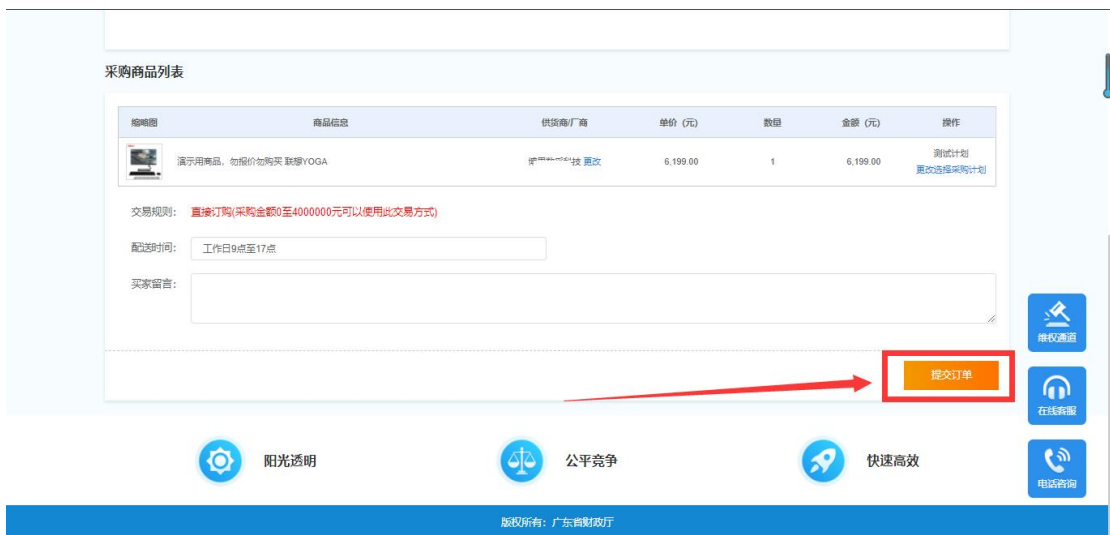 采购商品列表
缩略图 商品信息 供货商/厂商 单价（元） 数量 金额（元） 操作
演示用商品，勿报价勿购买 联想YOGA 更改 6,199.00 1 6,199.00 测试计划
更改选择采购计划
交易规则： 直接订购(采购金额0至4000000元可以使用此交易方式)
配送时间： 工作日9点至17点
买家留言：
维权通道
提交订单
在线客服
阳光透明 公平竞争 快速高效
电话咨询
版权所有：广东省财政厅